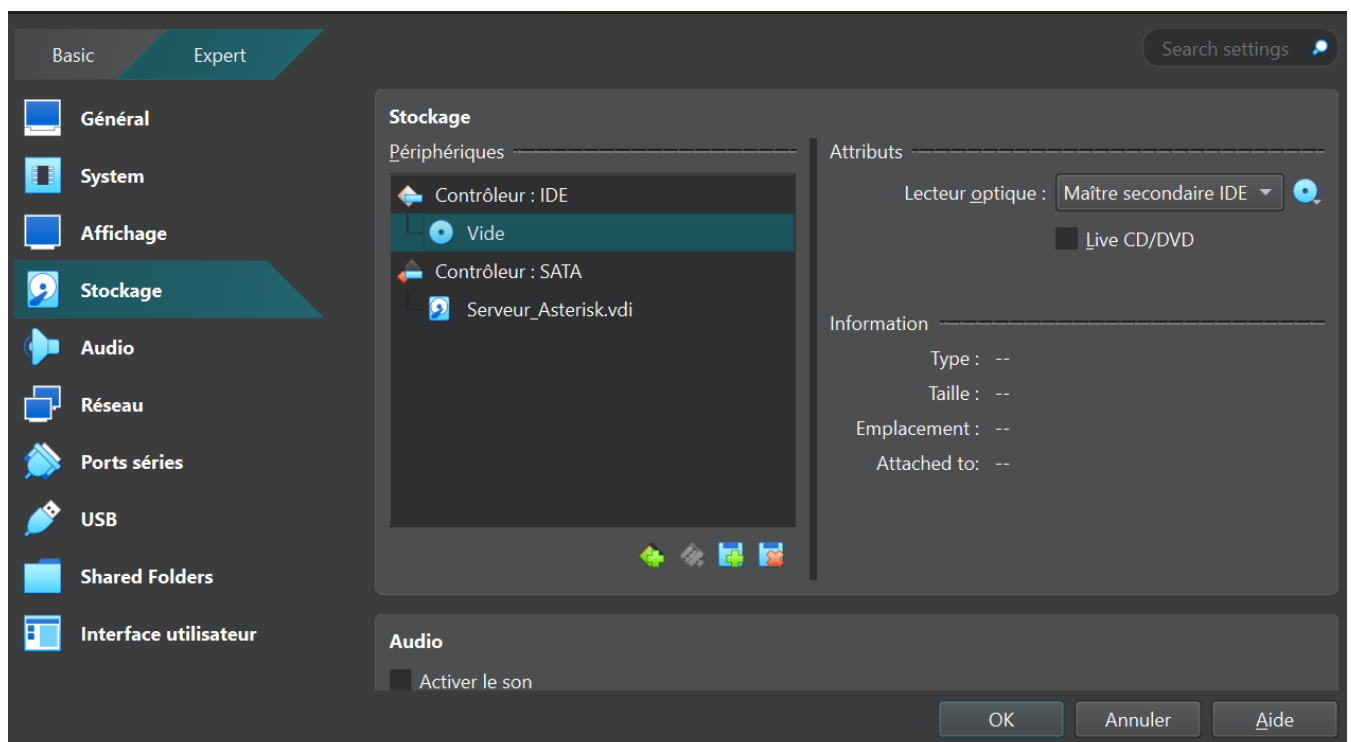 Basic
Expert
Search settings
Général
System
Affichage
Stockage
Audio
Réseau
Ports séries
USB
Shared Folders
Interface utilisateur
Stockage
Périphériques
Contrôleur : IDE
Vide
Contrôleur : SATA
Serveur_Asterisk.vdi
Attributs
Lecteur optique : Maître secondaire IDE
Live CD/DVD
Information
Type : --
Taille : --
Emplacement : --
Attached to: --
Audio
Activer le son
OK
Annuler
Aide